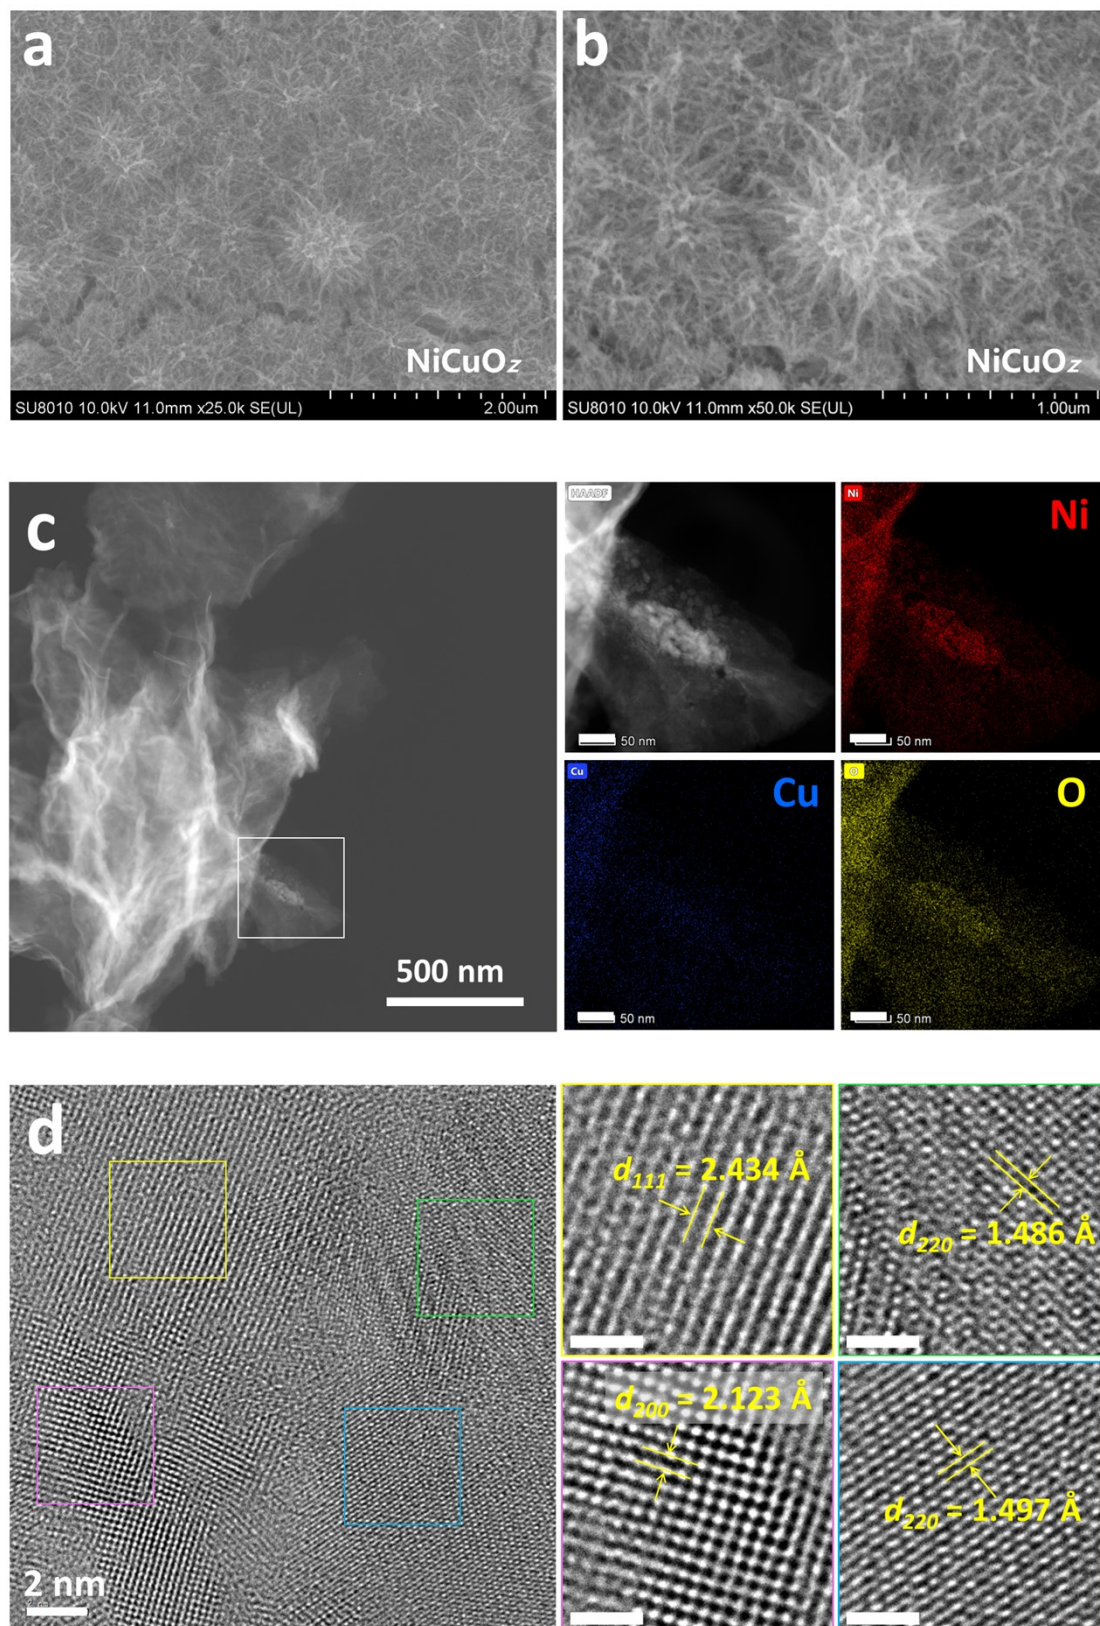 a
NiCuOz
SU8010 10.0kV 11.0mm x25.0k SE(UL)
2.00um
b
NiCuOz
SU8010 10.0kV 11.0mm x50.0k SE(UL)
1.00um
c
500 nm
HAADF
50 nm
Ni
Ni
50 nm
Cu
Cu
50 nm
O
O
50 nm
d
2 nm
d111 = 2.434 Å
d220 = 1.486 Å
d200 = 2.123 Å
d220 = 1.497 Å